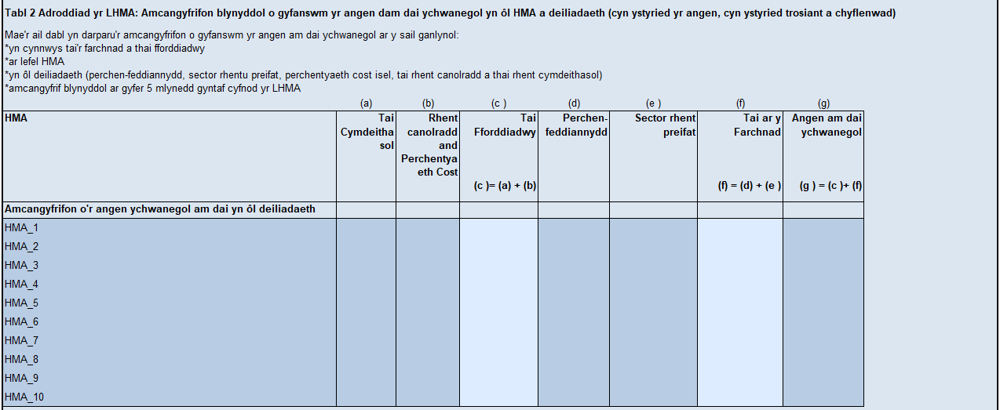 Tabl 2 Adroddiad yr LHMA: Amcangyfrifon blynyddol o gyfanswm yr angen dam dai ychwanegol yn ôl HMA a deiliadaeth (cyn ystyried yr angen, cyn ystyried trosiant a chyflenwad)
Mae'r ail dabl yn darparu'r amcangyfrifon o gyfanswm yr angen am dai ychwanegol ar y sail ganlynol:
*yn cynnwys tai'r farchnad a thai fforddiadwy
*ar lefel HMA
*yn ôl deiliadaeth (perchen-feddiannydd, sector rhentu preifat, perchentyaeth cost isel, tai rhent canolradd a thai rhent cymdeithasol)
*amcangyfrif blynyddol ar gyfer 5 mlynedd gyntaf cyfnod yr LHMA
(a) (b) (c ) (d) (e ) (f) (g)
HMA
Tai
Cymdeitha
sol
Rhent
canolradd
and
Perchentya
eth Cost
Tai
Fforddiadwy
(c )= (a) + (b)
Perchen-
feddiannydd
Sector rhent
preifat
Tai ar y
Farchnad
(f) = (d) + (e )
Angen am dai
ychwanegol
(g ) = (c )+ (f)
Amcangyfrifon o'r angen ychwanegol am dai yn ôl deiliadaeth
HMA_1
HMA_2
HMA_3
HMA_4
HMA_5
HMA_6
HMA_7
HMA_8
HMA_9
HMA_10